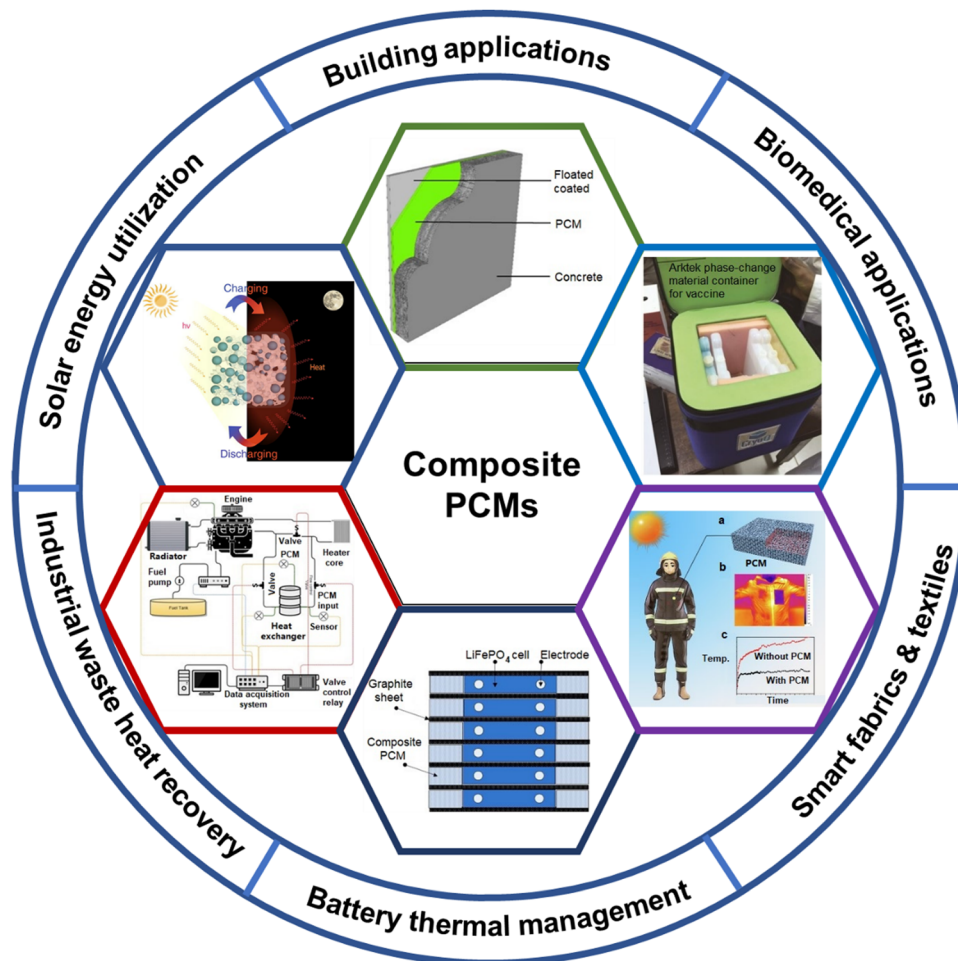 Building applications
Biomedical applications
Smart fabrics & textiles
Battery thermal management
Industrial waste heat recovery
Solar energy utilization
Floated
coated
PCM
Concrete
Arktek phase-change
material container
for vaccine
Charging
hν
Heat
Discharging
Composite
PCMs
Engine
Radiator
Valve
PCM
Heater
core
Fuel
pump
Valve
PCM
input
Fuel Tank
Heat
exchanger
Sensor
Data acquisition
system
Valve
control
relay
a
PCM
b
c
Temp.
Without PCM
With PCM
Time
LiFePO₄ cell
Electrode
Graphite
sheet
Composite
PCM